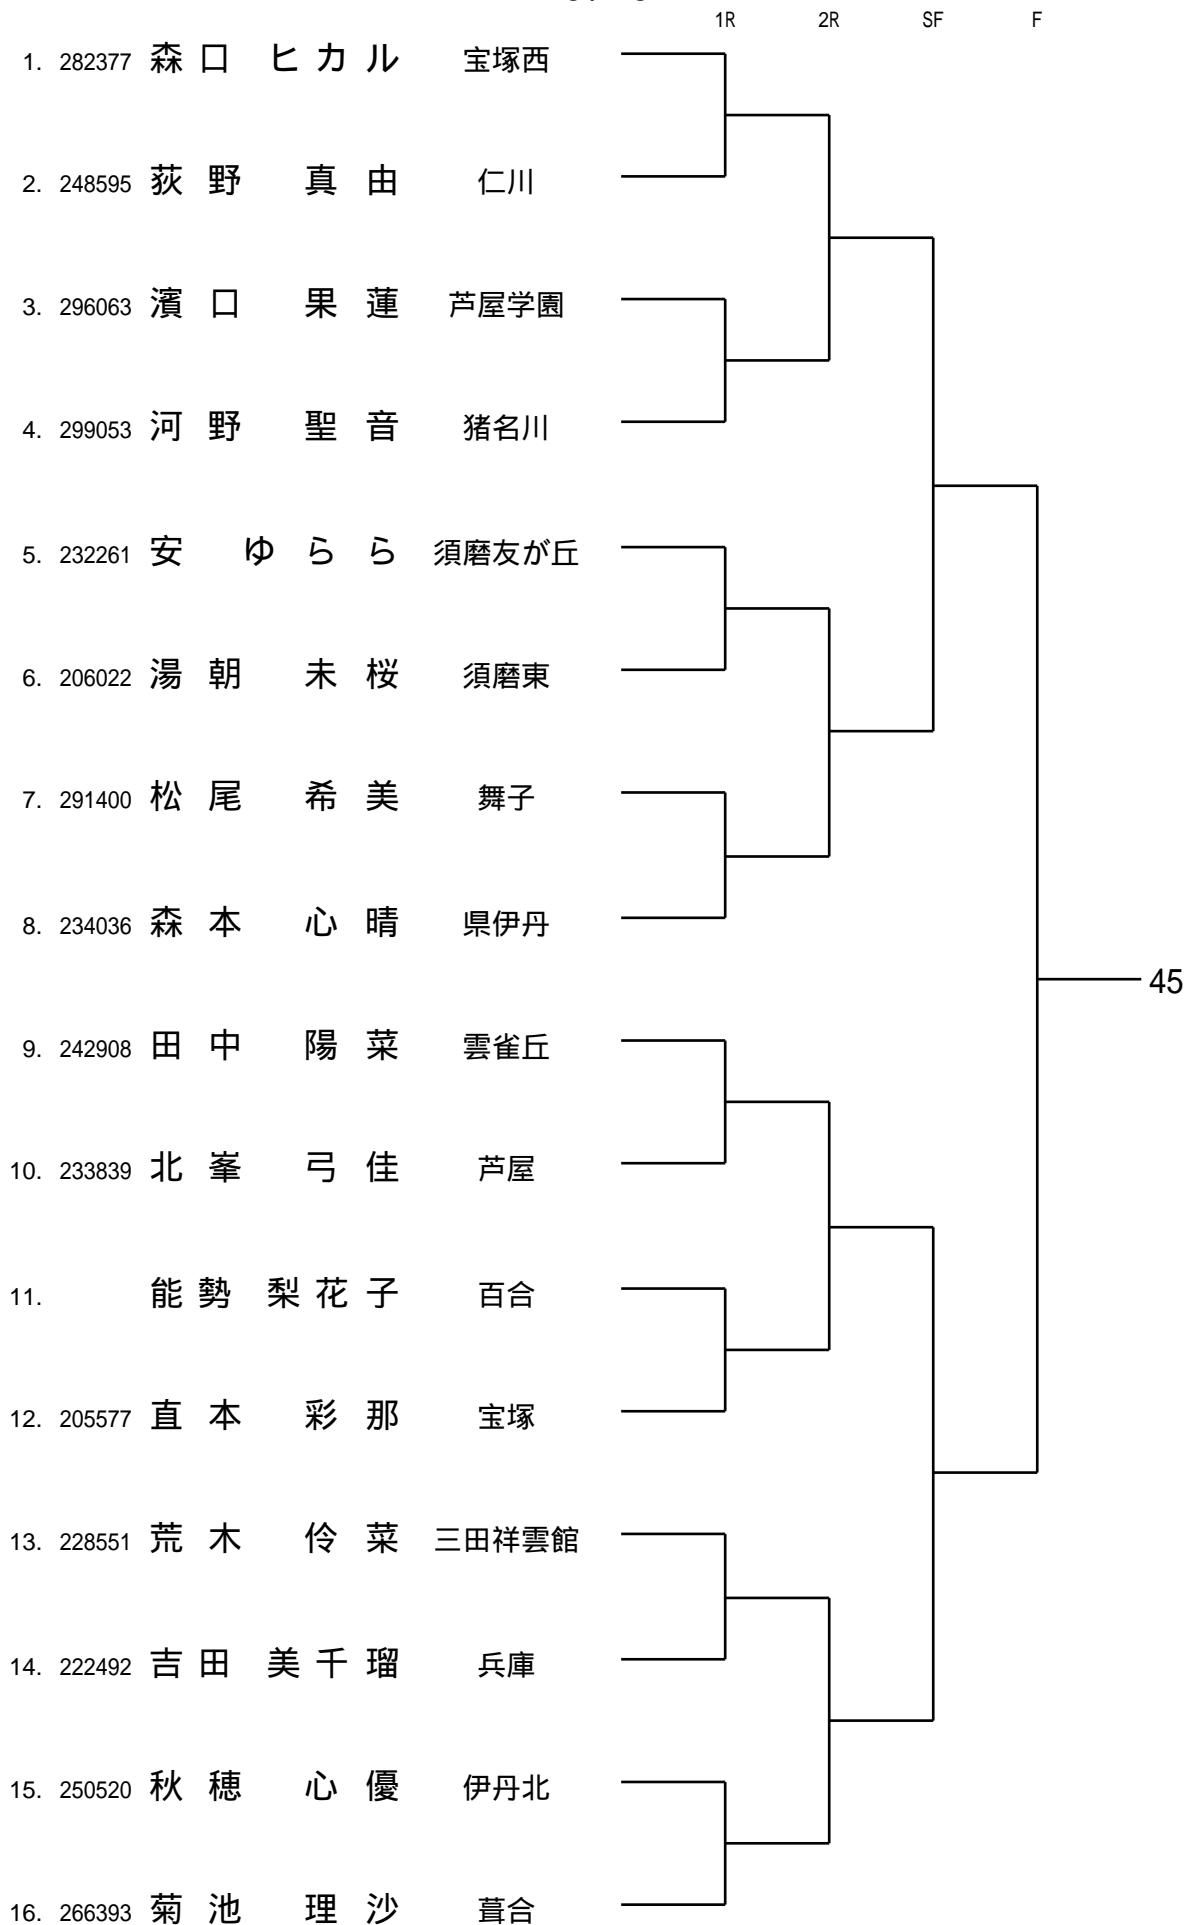 1R 2R SF F
1. 282377 森口 ヒカル 宝塚西
2. 248595 荻野 真由 仁川
3. 296063 濱口 果蓮 芦屋学園
4. 299053 河野 聖音 猪名川
5. 232261 安 ゆらら 須磨友が丘
6. 206022 湯朝 未桜 須磨東
7. 291400 松尾 希美 舞子
8. 234036 森本 心晴 県伊丹
45
9. 242908 田中 陽菜 雲雀丘
10. 233839 北峯 弓佳 芦屋
11. 能勢 梨花子 百合
12. 205577 直本 彩那 宝塚
13. 228551 荒木 伶菜 三田祥雲館
14. 222492 吉田 美千瑠 兵庫
15. 250520 秋穂 心優 伊丹北
16. 266393 菊池 理沙 葺合